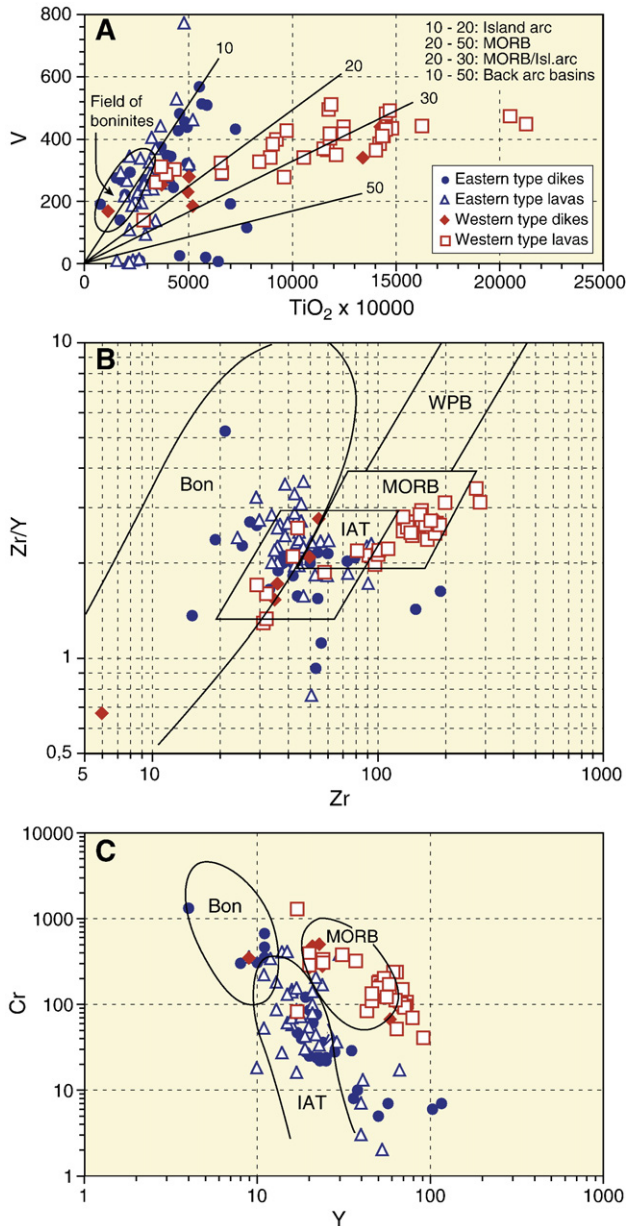 A
10 - 20: Island arc
20 - 50: MORB
20 - 30: MORB/Isl.arc
10 - 50: Back arc basins
10
20
30
50
Field of
boninites
V
800
600
400
200
0
0
5000
10000
15000
20000
25000
TiO₂ x 10000
Eastern type dikes
Eastern type lavas
Western type dikes
Western type lavas
B
WPB
Bon
MORB
IAT
Zr/Y
10
1
0,5
5
10
100
1000
Zr
C
Bon
MORB
IAT
Cr
10000
1000
100
10
1
1
10
100
1000
Y